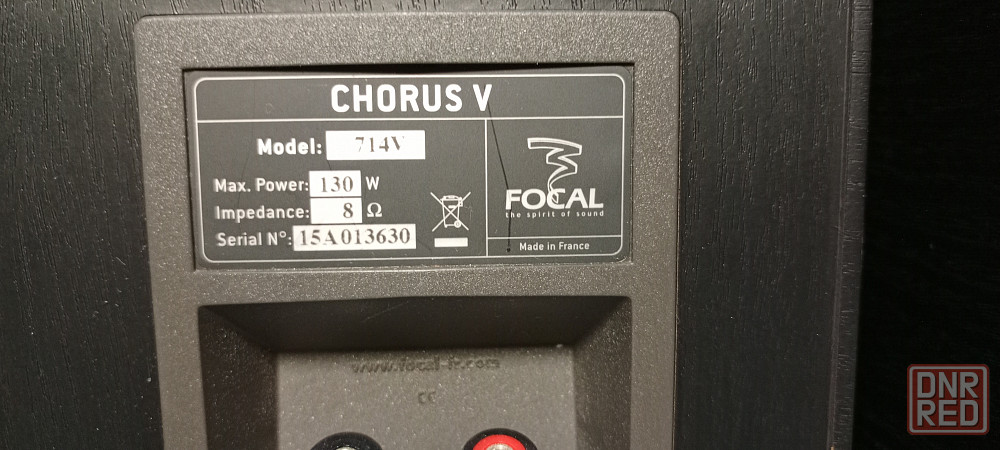 CHORUS V
Model: 714V
Max. Power: 130 W
Impedance: 8 Ω
Serial N°: 15A013630
FOCAL
the spirit of sound
Made in France
www.focal-fr.com
CE
DNR
RED